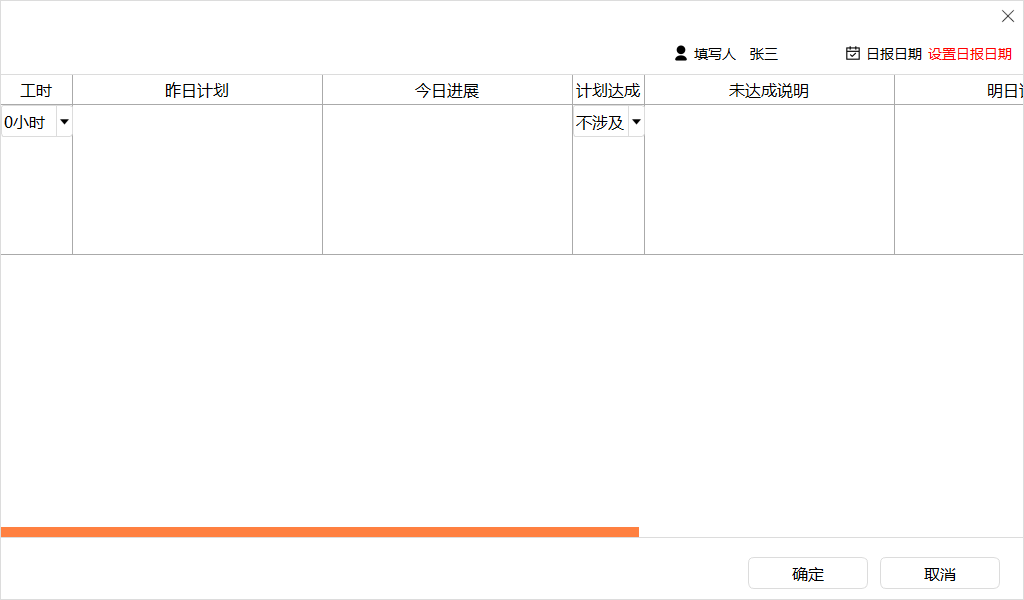 填写人 张三 日报日期 设置日报日期
工时 昨日计划 今日进展 计划达成 未达成说明 明日
0小时 不涉及
确定 取消